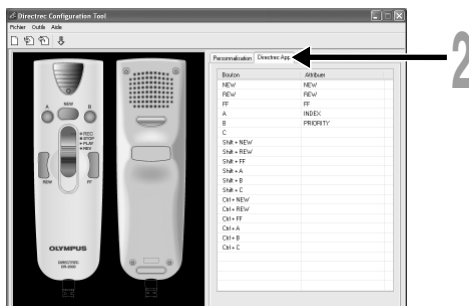 Directrec Configuration Tool
Fichier Outils Aide
Personnalisation Directrec App.
2
Bouton Attribuer
NEW NEW
REW REW
FF FF
A INDEX
B PRIORITY
C
Shift + NEW
Shift + REW
Shift + FF
Shift + A
Shift + B
Shift + C
Ctrl + NEW
Ctrl + REW
Ctrl + FF
Ctrl + A
Ctrl + B
Ctrl + C
A NEW B
REC
STOP
PLAY
REV
REW FF
OLYMPUS
DIRECTREC